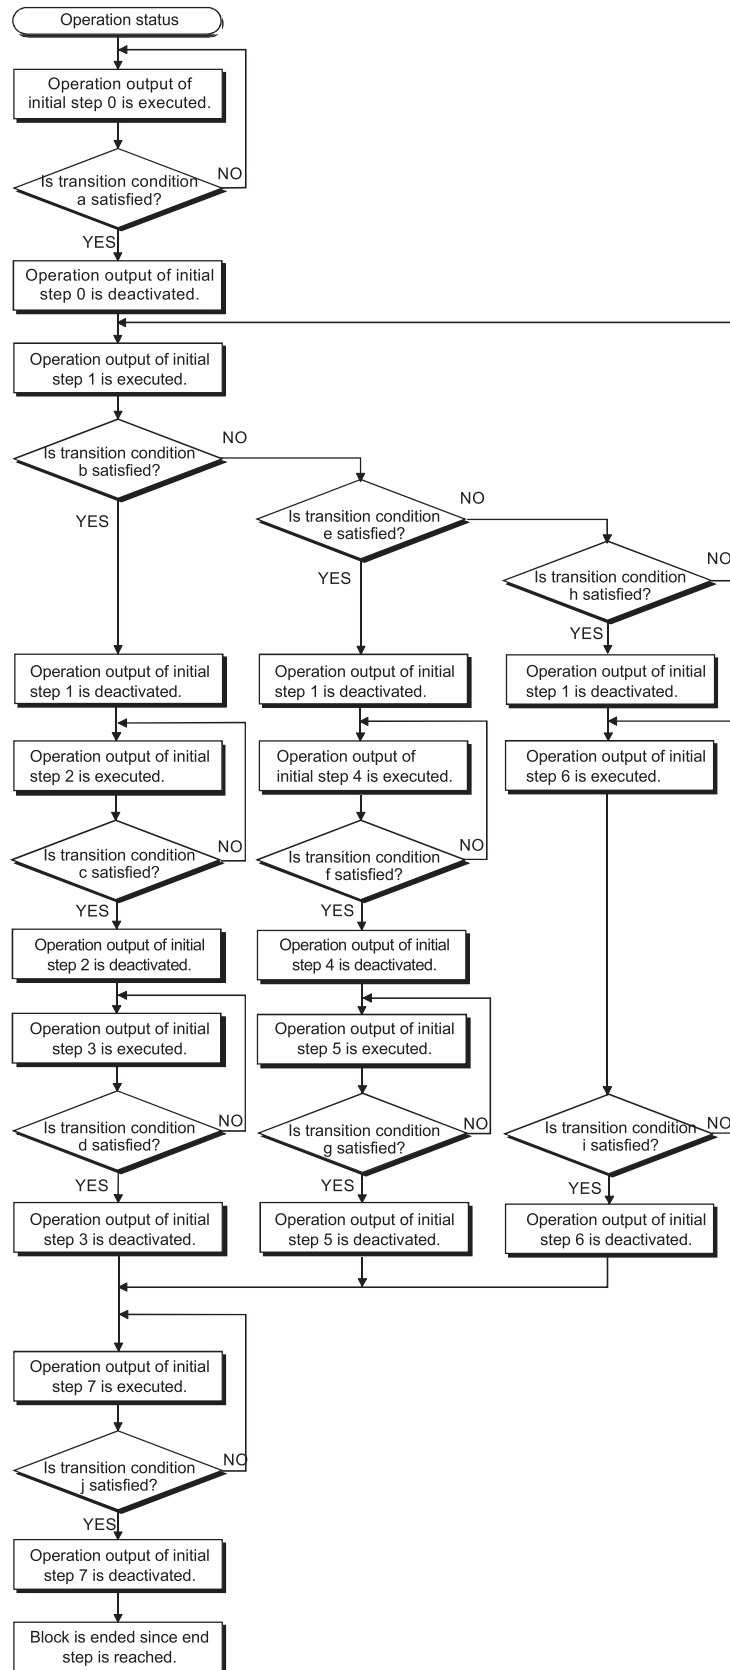 Operation status
Operation output of
initial step 0 is executed.
NO
Is transition condition
a satisfied?
YES
Operation output of initial
step 0 is deactivated.
Operation output of initial
step 1 is executed.
NO
Is transition condition
b satisfied?
YES
NO
Is transition condition
e satisfied?
YES
NO
Is transition condition
h satisfied?
YES
Operation output of initial
step 1 is deactivated.
Operation output of initial
step 1 is deactivated.
Operation output of initial
step 1 is deactivated.
Operation output of initial
step 2 is executed.
Operation output of
initial step 4 is executed.
Operation output of initial
step 6 is executed.
NO
Is transition condition
c satisfied?
YES
NO
Is transition condition
f satisfied?
YES
Operation output of initial
step 2 is deactivated.
Operation output of initial
step 4 is deactivated.
Operation output of initial
step 3 is executed.
Operation output of initial
step 5 is executed.
NO
Is transition condition
d satisfied?
YES
NO
Is transition condition
g satisfied?
YES
NO
Is transition condition
i satisfied?
YES
Operation output of initial
step 3 is deactivated.
Operation output of initial
step 5 is deactivated.
Operation output of initial
step 6 is deactivated.
Operation output of initial
step 7 is executed.
NO
Is transition condition
j satisfied?
YES
Operation output of initial
step 7 is deactivated.
Block is ended since end
step is reached.